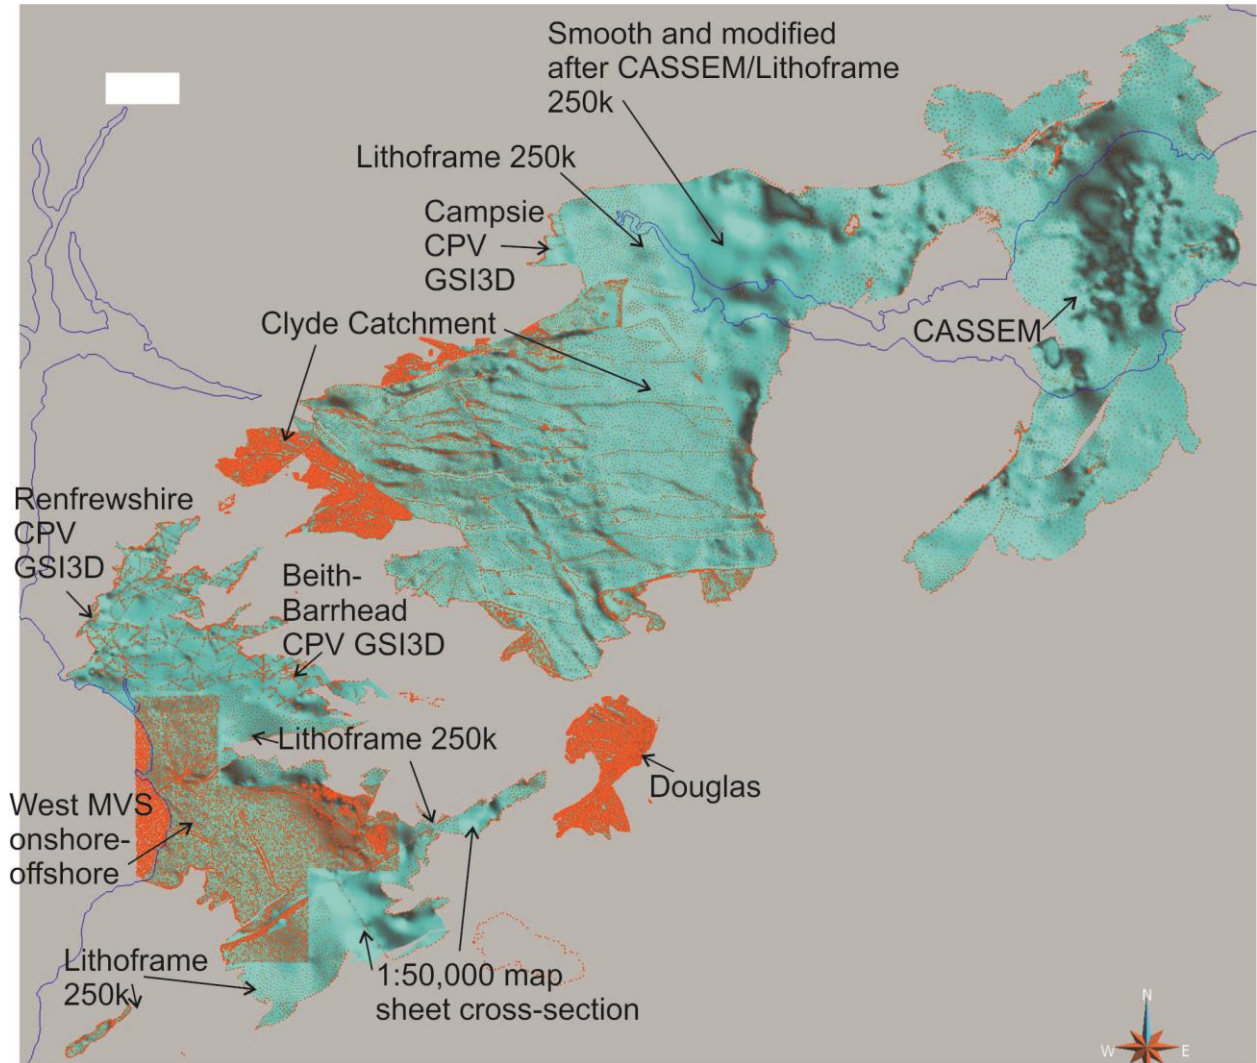 Smooth and modified
after CASSEM/Lithoframe
250k
Lithoframe 250k
Campsie
CPV
GSI3D
Clyde Catchment
CASSEM
Renfrewshire
CPV
GSI3D
Beith-
Barrhead
CPV GSI3D
Lithoframe 250k
Douglas
West MVS
onshore-
offshore
Lithoframe
250k
1:50,000 map
sheet cross-section
N
W
E